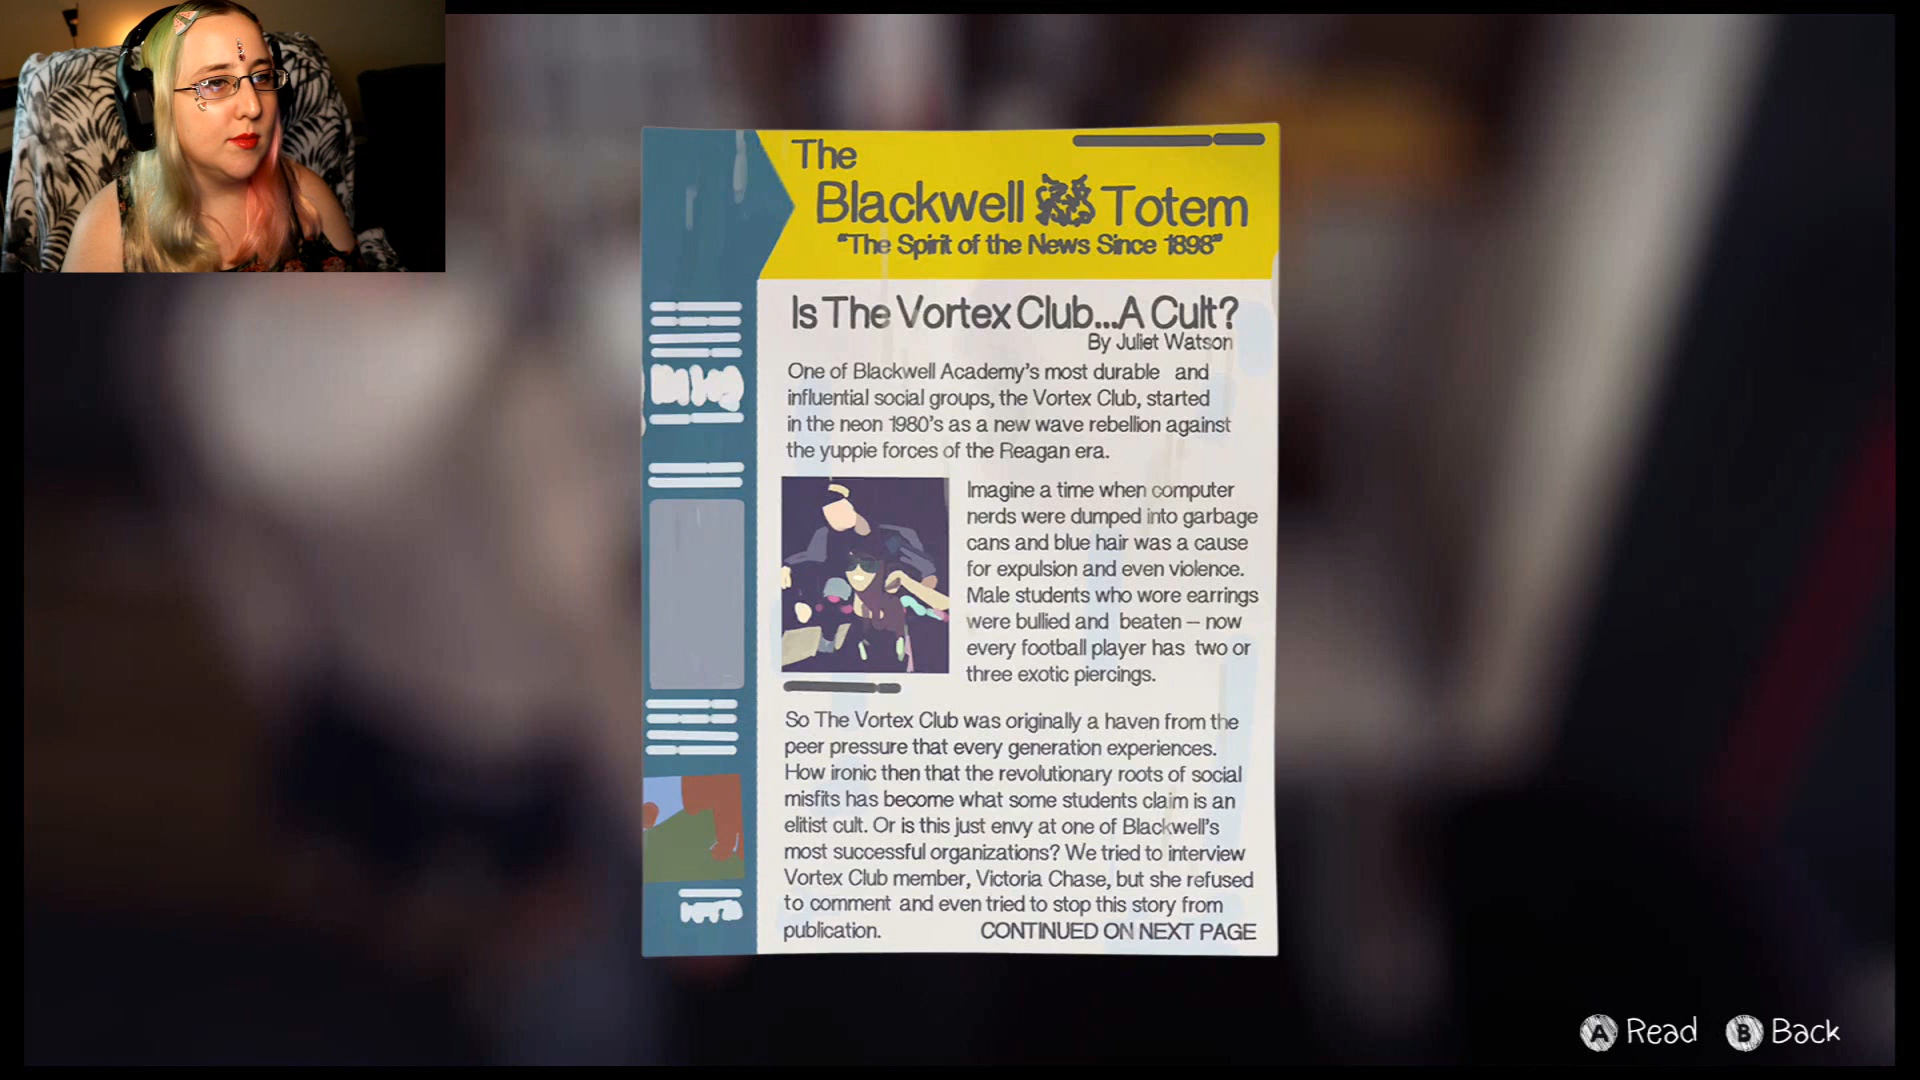 The
Blackwell Totem
"The Spirit of the News Since 1898"
Is The Vortex Club...A Cult?
By Juliet Watson
One of Blackwell Academy's most durable and
influential social groups, the Vortex Club, started
in the neon 1980's as a new wave rebellion against
the yuppie forces of the Reagan era.
Imagine a time when computer
nerds were dumped into garbage
cans and blue hair was a cause
for expulsion and even violence.
Male students who wore earrings
were bullied and beaten – now
every football player has two or
three exotic piercings.
So The Vortex Club was originally a haven from the
peer pressure that every generation experiences.
How ironic then that the revolutionary roots of social
misfits has become what some students claim is an
elitist cult. Or is this just envy at one of Blackwell's
most successful organizations? We tried to interview
Vortex Club member, Victoria Chase, but she refused
to comment and even tried to stop this story from
publication. CONTINUED ON NEXT PAGE
A Read B Back